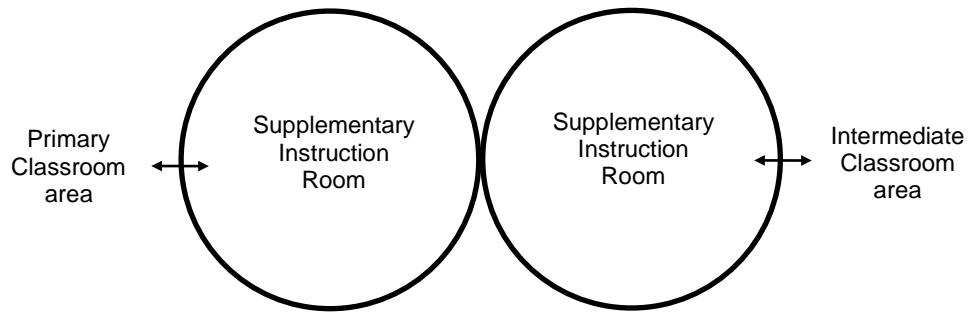 Primary
Classroom
area
Supplementary
Instruction
Room
Supplementary
Instruction
Room
Intermediate
Classroom
area